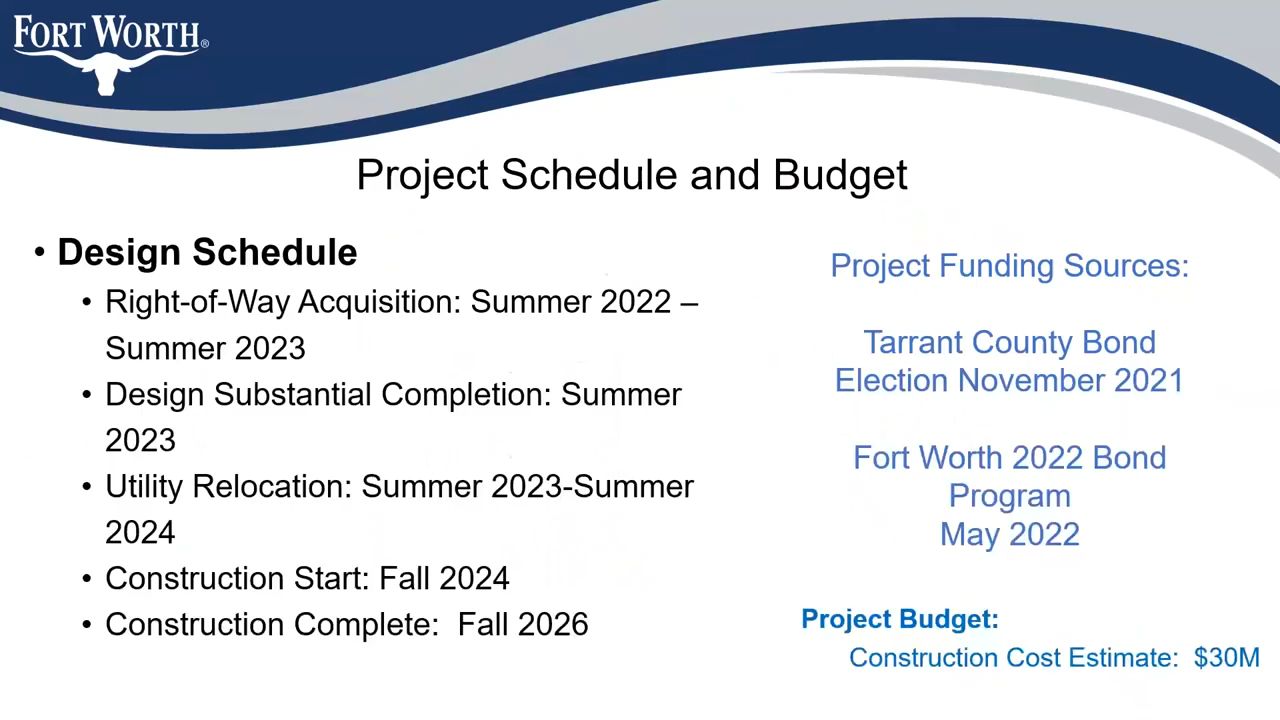 FORT WORTH®
Project Schedule and Budget
• Design Schedule
• Right-of-Way Acquisition: Summer 2022 –
Summer 2023
• Design Substantial Completion: Summer
2023
• Utility Relocation: Summer 2023-Summer
2024
• Construction Start: Fall 2024
• Construction Complete:  Fall 2026
Project Funding Sources:
Tarrant County Bond
Election November 2021
Fort Worth 2022 Bond
Program
May 2022
Project Budget:
Construction Cost Estimate:  $30M